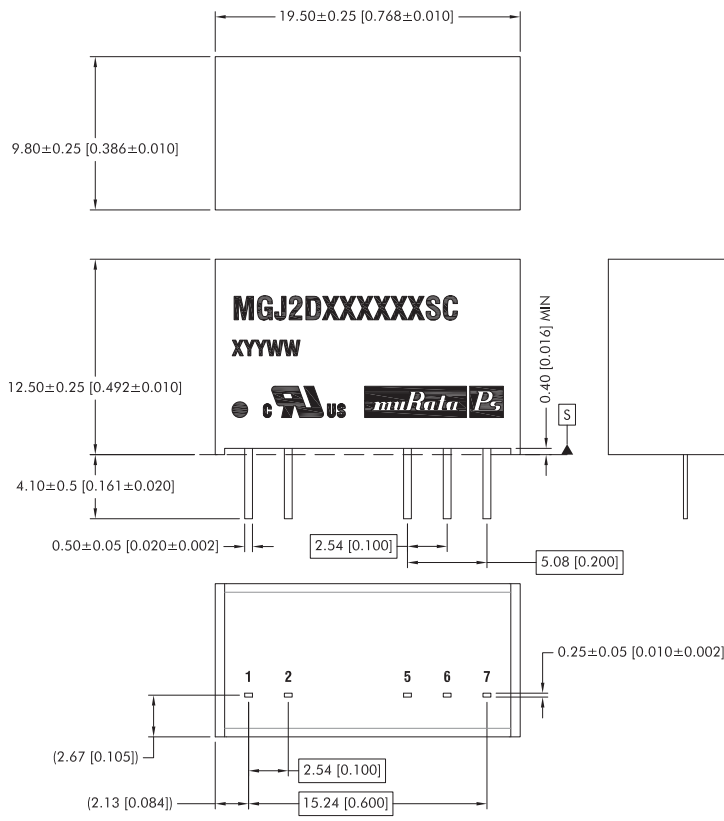 19.50±0.25 [0.768±0.010]
9.80±0.25 [0.386±0.010]
MGJ2DXXXXXXSC
XYYWW
C US muRata Ps
12.50±0.25 [0.492±0.010]
0.40 [0.016] MIN
S
4.10±0.5 [0.161±0.020]
0.50±0.05 [0.020±0.002]
2.54 [0.100]
5.08 [0.200]
0.25±0.05 [0.010±0.002]
1 2 5 6 7
(2.67 [0.105])
2.54 [0.100]
(2.13 [0.084])
15.24 [0.600]